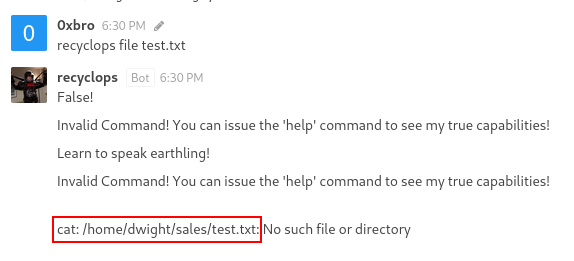 0
0xbro 6:30 PM
recyclops file test.txt
recyclops Bot 6:30 PM
False!
Invalid Command! You can issue the 'help' command to see my true capabilities!
Learn to speak earthling!
Invalid Command! You can issue the 'help' command to see my true capabilities!
cat: /home/dwight/sales/test.txt: No such file or directory